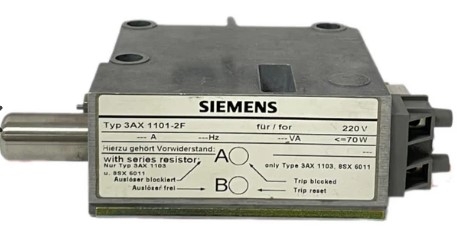 SIEMENS
Typ 3AX 1101-2F für / for 220 V
--- A ---Hz ---VA <=70W
Hierzu gehört Vorwiderstand: ---
with series resistor: ---
Nur Typ 3AX 1103 A only Type 3AX 1103, 8SX 6011
u. 8SX 6011
Auslöser blockiert Trip blocked
Auslöser frei B Trip reset